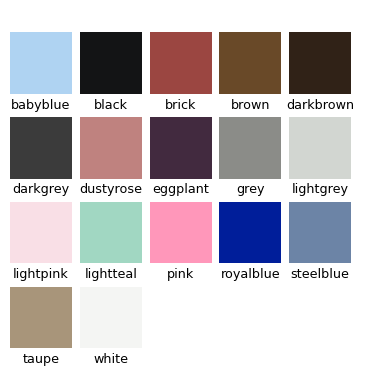 babyblue black brick brown darkbrown
darkgrey dustyrose eggplant grey lightgrey
lightpink lightteal pink royalblue steelblue
taupe white